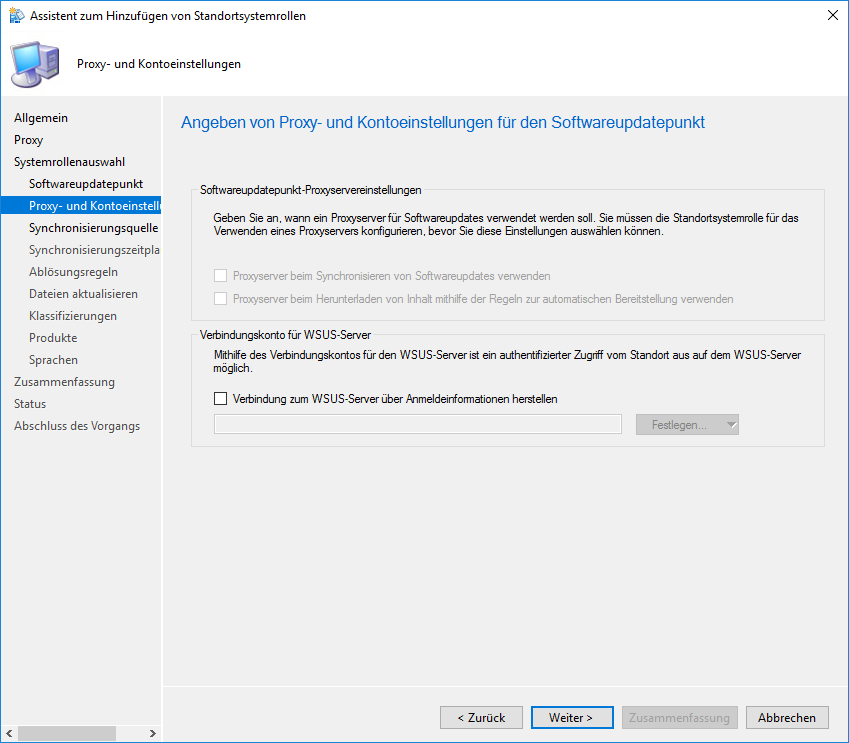 Assistent zum Hinzufügen von Standortsystemrollen
Proxy- und Kontoeinstellungen
Allgemein
Proxy
Systemrollenauswahl
Softwareupdatepunkt
Proxy- und Kontoeinstell
Synchronisierungsquelle
Synchronisierungszeitpla
Ablösungsregeln
Dateien aktualisieren
Klassifizierungen
Produkte
Sprachen
Zusammenfassung
Status
Abschluss des Vorgangs
Angeben von Proxy- und Kontoeinstellungen für den Softwareupdatepunkt
Softwareupdatepunkt-Proxyservereinstellungen
Geben Sie an, wann ein Proxyserver für Softwareupdates verwendet werden soll. Sie müssen die Standortsystemrolle für das
Verwenden eines Proxyservers konfigurieren, bevor Sie diese Einstellungen auswählen können.
Proxyserver beim Synchronisieren von Softwareupdates verwenden
Proxyserver beim Herunterladen von Inhalt mithilfe der Regeln zur automatischen Bereitstellung verwenden
Verbindungskonto für WSUS-Server
Mithilfe des Verbindungskontos für den WSUS-Server ist ein authentifizierter Zugriff vom Standort aus auf dem WSUS-Server
möglich.
Verbindung zum WSUS-Server über Anmeldeinformationen herstellen
Festlegen...
< Zurück
Weiter >
Zusammenfassung
Abbrechen